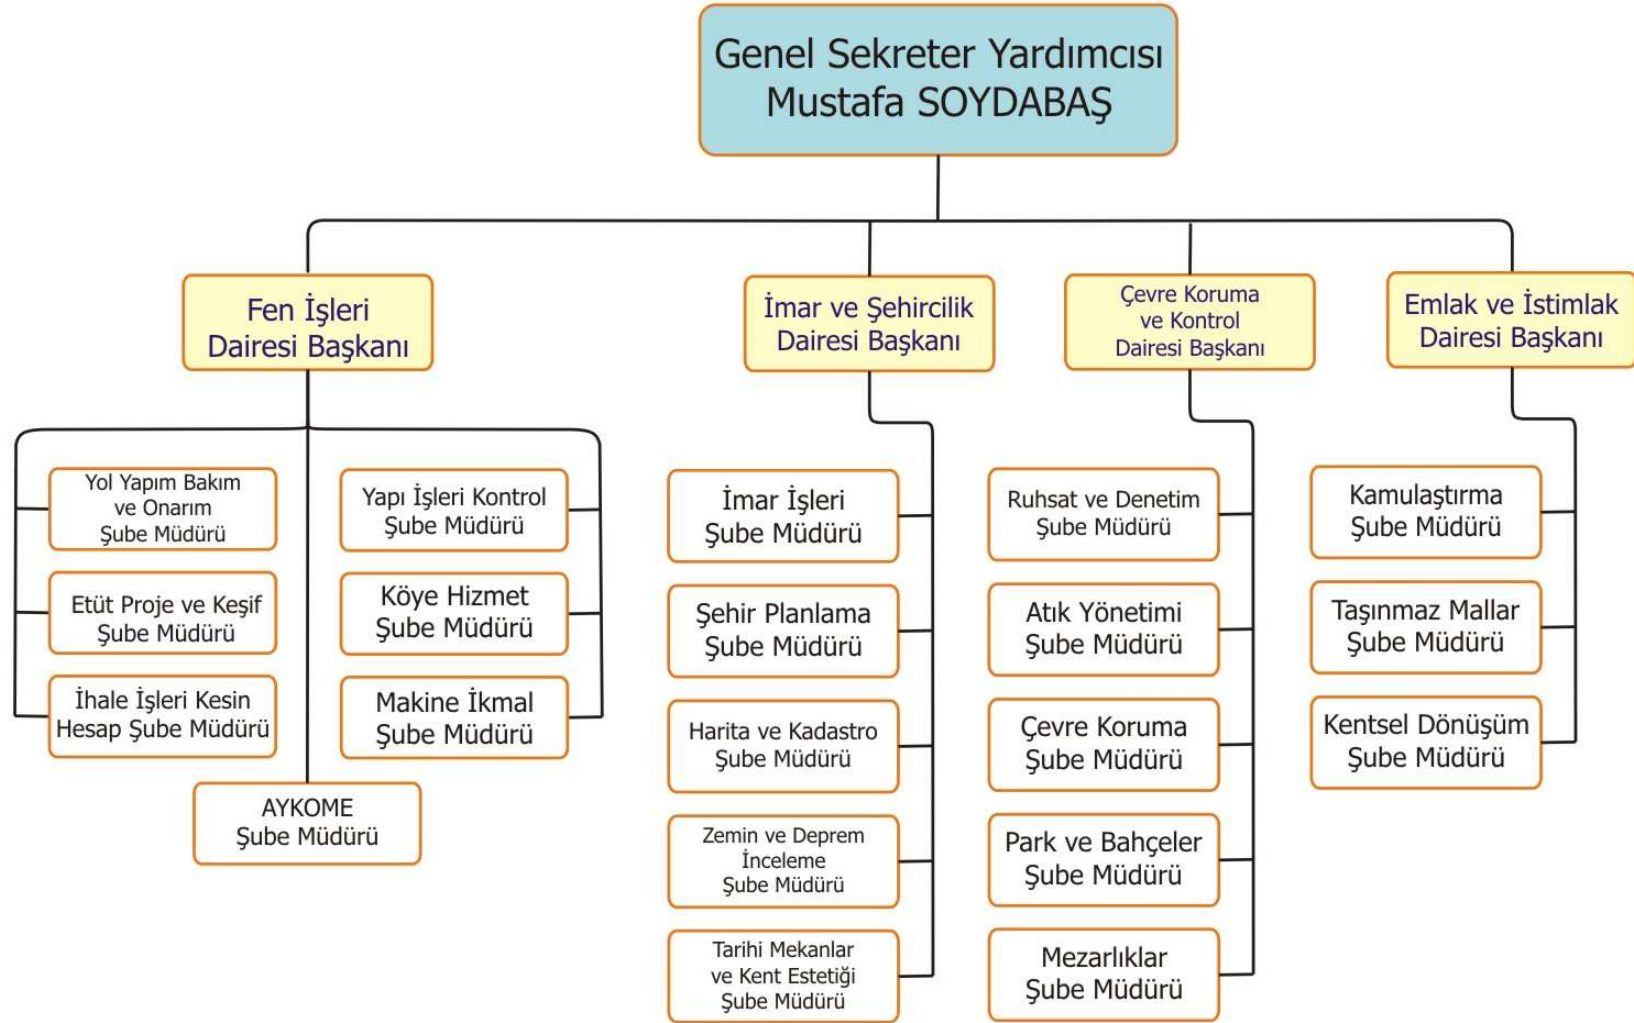 Genel Sekreter Yardımcısı
Mustafa SOYDABAŞ
Fen İşleri
Dairesi Başkanı
Yol Yapım Bakım
ve Onarım
Şube Müdürü
Etüt Proje ve Keşif
Şube Müdürü
İhale İşleri Kesin
Hesap Şube Müdürü
Yapı İşleri Kontrol
Şube Müdürü
Köye Hizmet
Şube Müdürü
Makine İkmal
Şube Müdürü
AYKOME
Şube Müdürü
İmar ve Şehircilik
Dairesi Başkanı
İmar İşleri
Şube Müdürü
Şehir Planlama
Şube Müdürü
Harita ve Kadastro
Şube Müdürü
Zemin ve Deprem
İnceleme
Şube Müdürü
Tarihi Mekanlar
ve Kent Estetiği
Şube Müdürü
Çevre Koruma
ve Kontrol
Dairesi Başkanı
Ruhsat ve Denetim
Şube Müdürü
Atık Yönetimi
Şube Müdürü
Çevre Koruma
Şube Müdürü
Park ve Bahçeler
Şube Müdürü
Mezarlıklar
Şube Müdürü
Emlak ve İstimlak
Dairesi Başkanı
Kamulaştırma
Şube Müdürü
Taşınmaz Mallar
Şube Müdürü
Kentsel Dönüşüm
Şube Müdürü